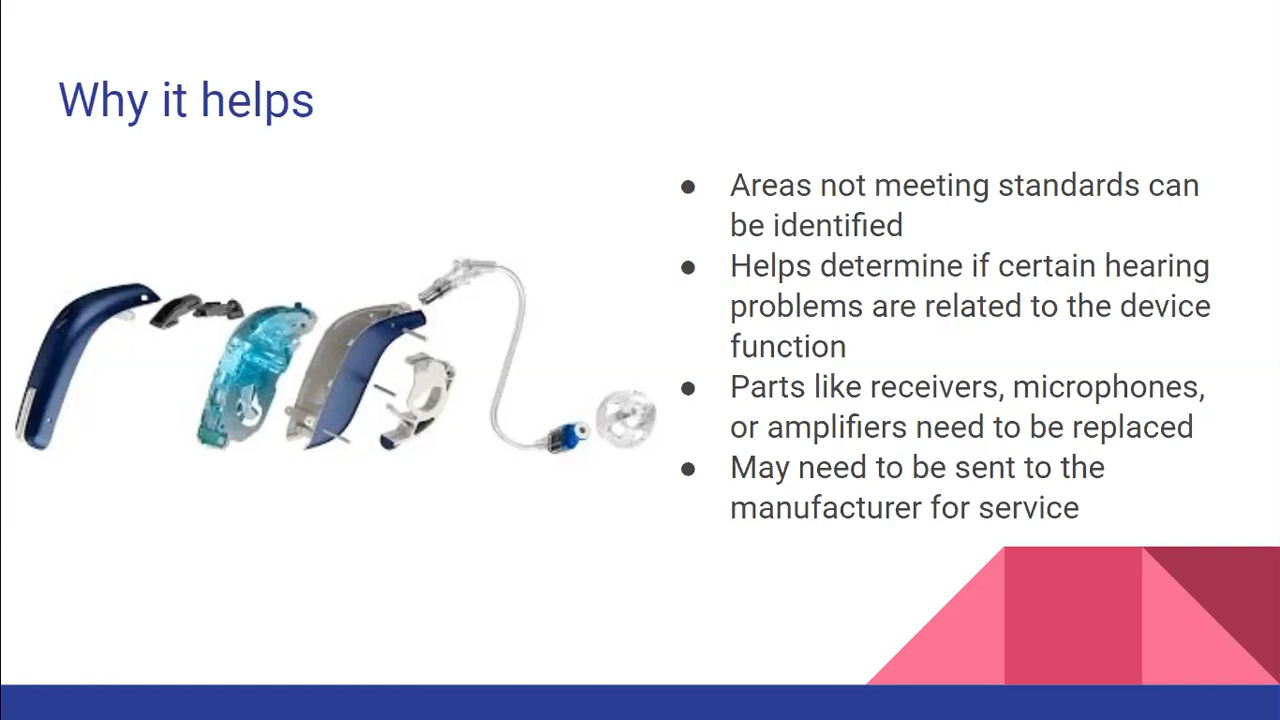 Why it helps
● Areas not meeting standards can
be identified
● Helps determine if certain hearing
problems are related to the device
function
● Parts like receivers, microphones,
or amplifiers need to be replaced
● May need to be sent to the
manufacturer for service